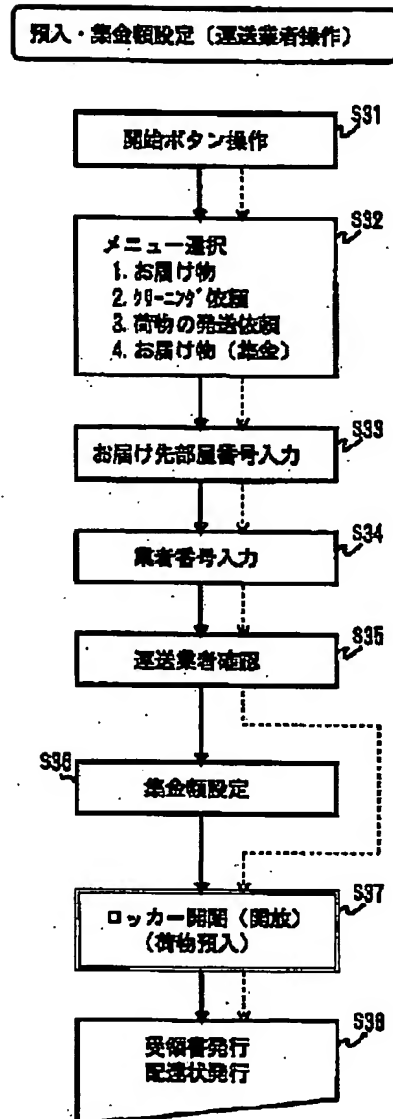 預入・集金額設定〔運送業者操作〕
S31
開始ボタン操作
S32
メニュー選択
1. お届け物
2. クリーニング依頼
3. 荷物の発送依頼
4. お届け物（集金）
S33
お届け先部屋番号入力
S34
業者番号入力
S35
運送業者確認
S36
集金額設定
S37
ロッカー開閉（開放）
（荷物預入）
S38
受領書発行
配達状発行